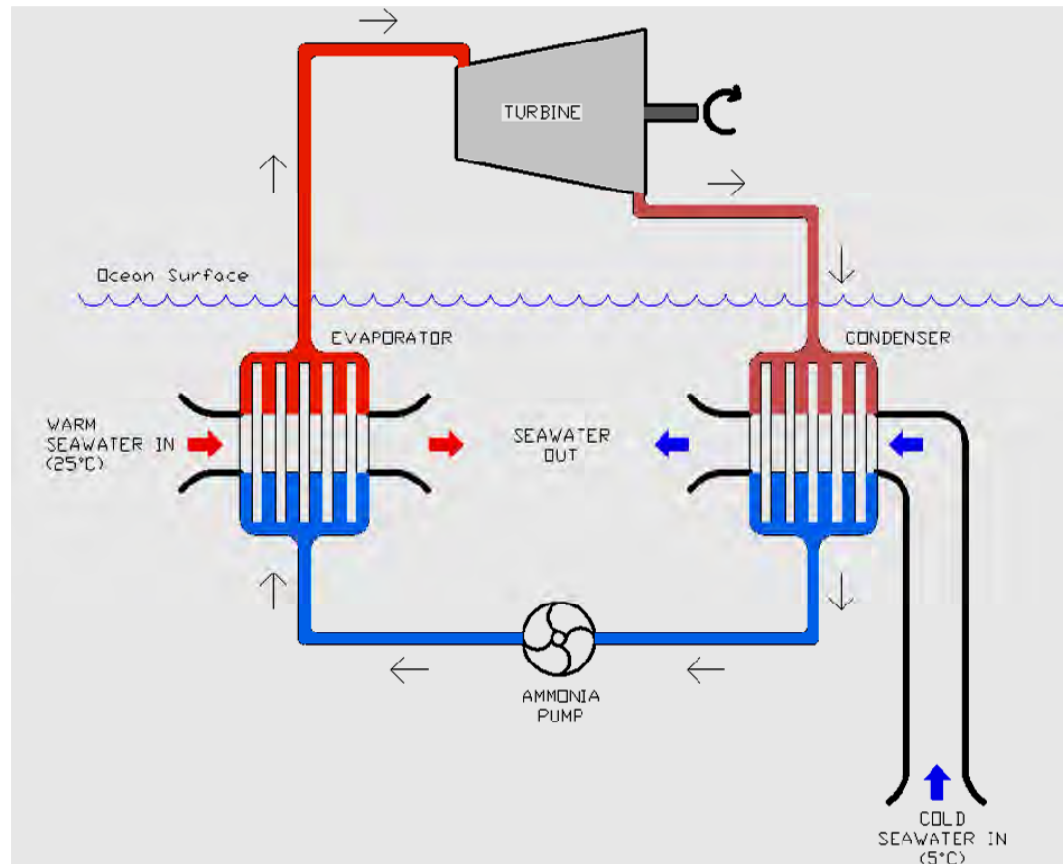 TURBINE
Ocean Surface
EVAPORATOR
CONDENSER
WARM
SEAWATER IN
(25°C)
SEAWATER
OUT
AMMONIA
PUMP
COLD
SEAWATER IN
(5°C)